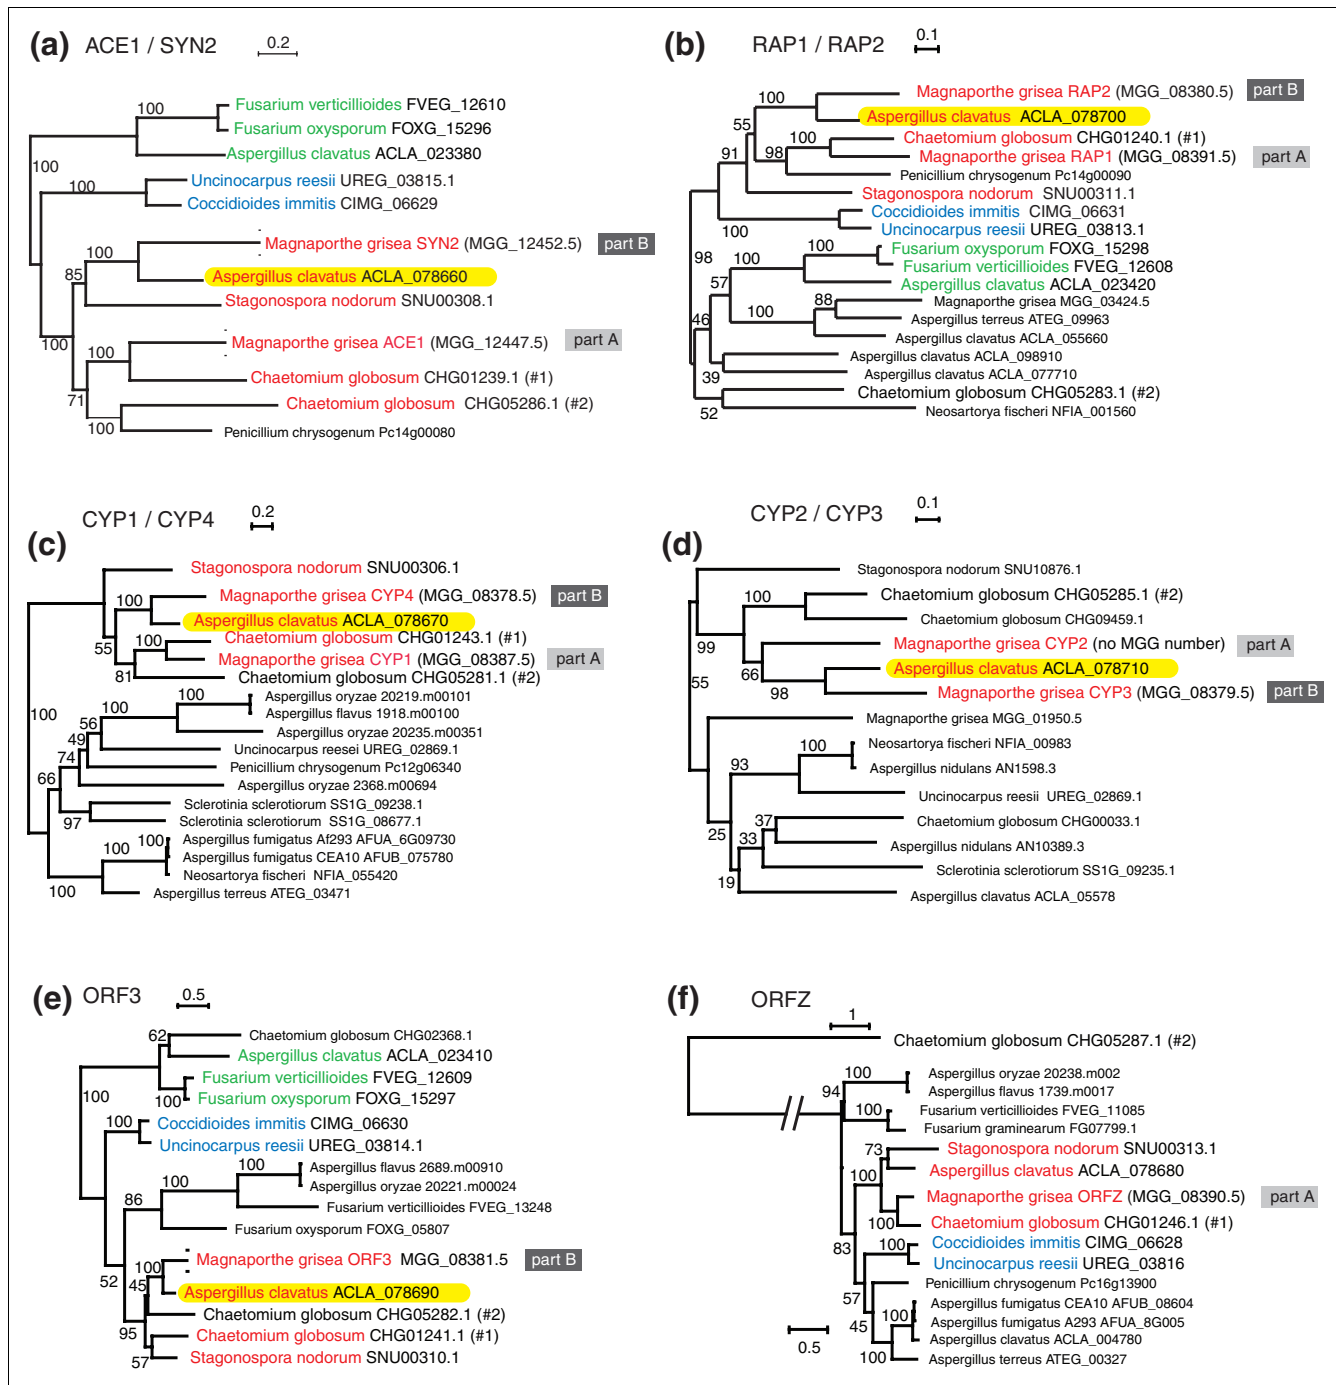 (a) ACE1 / SYN2 0.2
100
Fusarium verticillioides FVEG_12610
Fusarium oxysporum FOXG_15296
Aspergillus clavatus ACLA_023380
100
100
Uncinocarpus reesii UREG_03815.1
Coccidioides immitis CIMG_06629
100
Magnaporthe grisea SYN2 (MGG_12452.5) part B
85
Aspergillus clavatus ACLA_078660
Stagonospora nodorum SNU00308.1
100
100
Magnaporthe grisea ACE1 (MGG_12447.5) part A
Chaetomium globosum CHG01239.1 (#1)
71
Chaetomium globosum CHG05286.1 (#2)
100
Penicillium chrysogenum Pc14g00080
(b) RAP1 / RAP2 0.1
100
Magnaporthe grisea RAP2 (MGG_08380.5) part B
Aspergillus clavatus ACLA_078700
55
100
Chaetomium globosum CHG01240.1 (#1)
91
98
Magnaporthe grisea RAP1 (MGG_08391.5) part A
Penicillium chrysogenum Pc14g00090
Stagonospora nodorum SNU00311.1
Coccidioides immitis CIMG_06631
100
Uncinocarpus reesii UREG_03813.1
98
100
Fusarium oxysporum FOXG_15298
Fusarium verticillioides FVEG_12608
57
Aspergillus clavatus ACLA_023420
88
Magnaporthe grisea MGG_03424.5
46
100
Aspergillus terreus ATEG_09963
Aspergillus clavatus ACLA_055660
Aspergillus clavatus ACLA_098910
39
Aspergillus clavatus ACLA_077710
Chaetomium globosum CHG05283.1 (#2)
52
Neosartorya fischeri NFIA_001560
(c) CYP1 / CYP4 0.2
Stagonospora nodorum SNU00306.1
100
Magnaporthe grisea CYP4 (MGG_08378.5) part B
Aspergillus clavatus ACLA_078670
55
100
Chaetomium globosum CHG01243.1 (#1)
Magnaporthe grisea CYP1 (MGG_08387.5) part A
81
Chaetomium globosum CHG05281.1 (#2)
100
100
Aspergillus oryzae 20219.m00101
Aspergillus flavus 1918.m00100
56
100
Aspergillus oryzae 20235.m00351
49
Uncinocarpus reesei UREG_02869.1
74
Penicillium chrysogenum Pc12g06340
66
Aspergillus oryzae 2368.m00694
Sclerotinia sclerotiorum SS1G_09238.1
97
Sclerotinia sclerotiorum SS1G_08677.1
100
Aspergillus fumigatus Af293 AFUA_6G09730
100
Aspergillus fumigatus CEA10 AFUB_075780
Neosartorya fischeri NFIA_055420
100
Aspergillus terreus ATEG_03471
(d) CYP2 / CYP3 0.1
Stagonospora nodorum SNU10876.1
100
Chaetomium globosum CHG05285.1 (#2)
Chaetomium globosum CHG09459.1
99
Magnaporthe grisea CYP2 (no MGG number) part A
55
66
Aspergillus clavatus ACLA_078710
98
Magnaporthe grisea CYP3 (MGG_08379.5) part B
Magnaporthe grisea MGG_01950.5
100
Neosartorya fischeri NFIA_00983
93
Aspergillus nidulans AN1598.3
Uncinocarpus reesii UREG_02869.1
25
37
Chaetomium globosum CHG00033.1
33
Aspergillus nidulans AN10389.3
Sclerotinia sclerotiorum SS1G_09235.1
19
Aspergillus clavatus ACLA_05578
(e) ORF3 0.5
62
Chaetomium globosum CHG02368.1
Aspergillus clavatus ACLA_023410
Fusarium verticillioides FVEG_12609
100
100
Fusarium oxysporum FOXG_15297
100
Coccidioides immitis CIMG_06630
Uncinocarpus reesii UREG_03814.1
100
Aspergillus flavus 2689.m00910
100
Aspergillus oryzae 20221.m00024
86
Fusarium verticillioides FVEG_13248
Fusarium oxysporum FOXG_05807
52
100
Magnaporthe grisea ORF3 MGG_08381.5 part B
45
Aspergillus clavatus ACLA_078690
Chaetomium globosum CHG05282.1 (#2)
95
Chaetomium globosum CHG01241.1 (#1)
57
Stagonospora nodorum SNU00310.1
(f) ORFZ 1
Chaetomium globosum CHG05287.1 (#2)
100
Aspergillus oryzae 20238.m002
94
Aspergillus flavus 1739.m0017
100
Fusarium verticillioides FVEG_11085
Fusarium graminearum FG07799.1
73
Stagonospora nodorum SNU00313.1
100
Aspergillus clavatus ACLA_078680
Magnaporthe grisea ORFZ (MGG_08390.5) part A
100
Chaetomium globosum CHG01246.1 (#1)
83
100
Coccidioides immitis CIMG_06628
Uncinocarpus reesii UREG_03816
57
Penicillium chrysogenum Pc16g13900
Aspergillus fumigatus CEA10 AFUB_08604
45
100
Aspergillus fumigatus A293 AFUA_8G005
Aspergillus clavatus ACLA_004780
100
Aspergillus terreus ATEG_00327
0.5